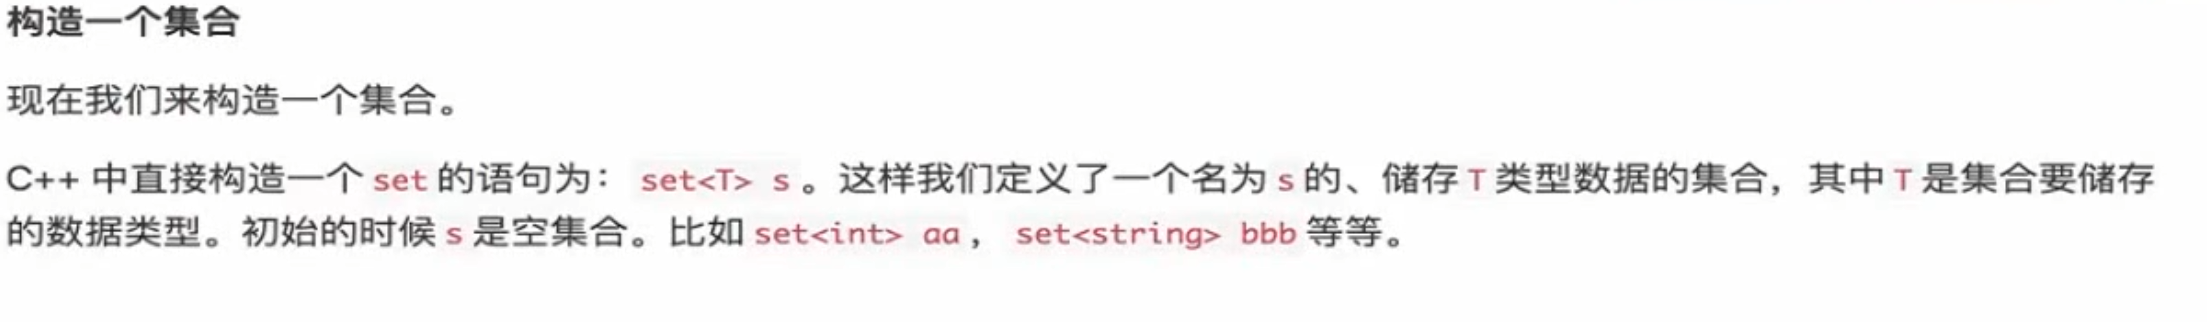 构造一个集合
现在我们来构造一个集合。
C++ 中直接构造一个 set 的语句为： set<T> s 。这样我们定义了一个名为 s 的、储存 T 类型数据的集合，其中 T 是集合要储存
的数据类型。初始的时候 s 是空集合。比如 set<int> aa ， set<string> bbb 等等。